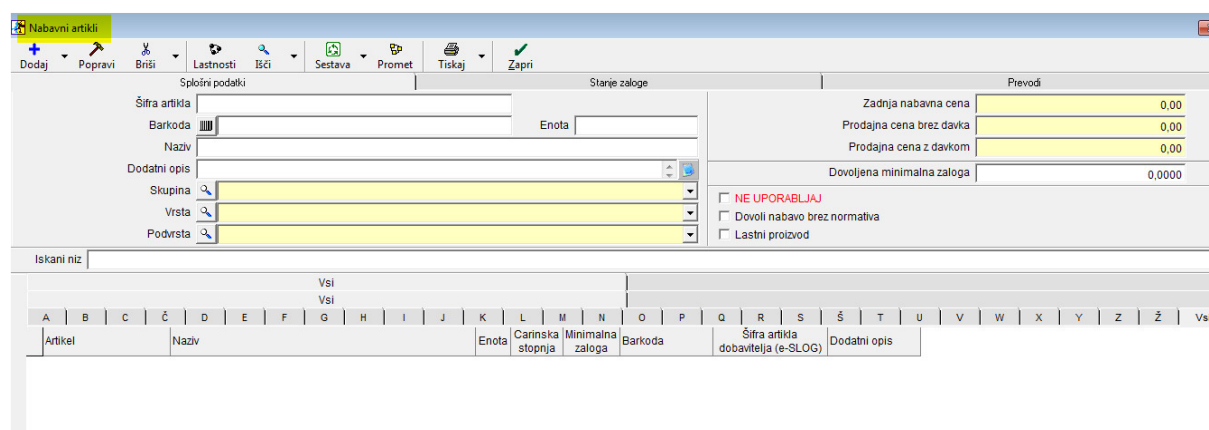 Nabavni artikli
Dodaj Popravi Briši Lastnosti Išči Sestava Promet Tiskaj Zapri
Splošni podatki Stanje zaloge Prevodi
Šifra artikla
Barkoda Enota
Naziv
Dodatni opis
Skupina
Vrsta
Podvrsta
Zadnja nabavna cena 0,00
Prodajna cena brez davka 0,00
Prodajna cena z davkom 0,00
Dovoljena minimalna zaloga 0,0000
NE UPORABLJAJ
Dovoli nabavo brez normativa
Lastni proizvod
Iskani niz
Vsi
Vsi
A B C Č D E F G H I J K L M N O P Q R S Š T U V W X Y Z Ž Vs
Artikel Naziv Enota Carinska stopnja Minimalna zaloga Barkoda Šifra artikla dobavitelja (e-SLOG) Dodatni opis